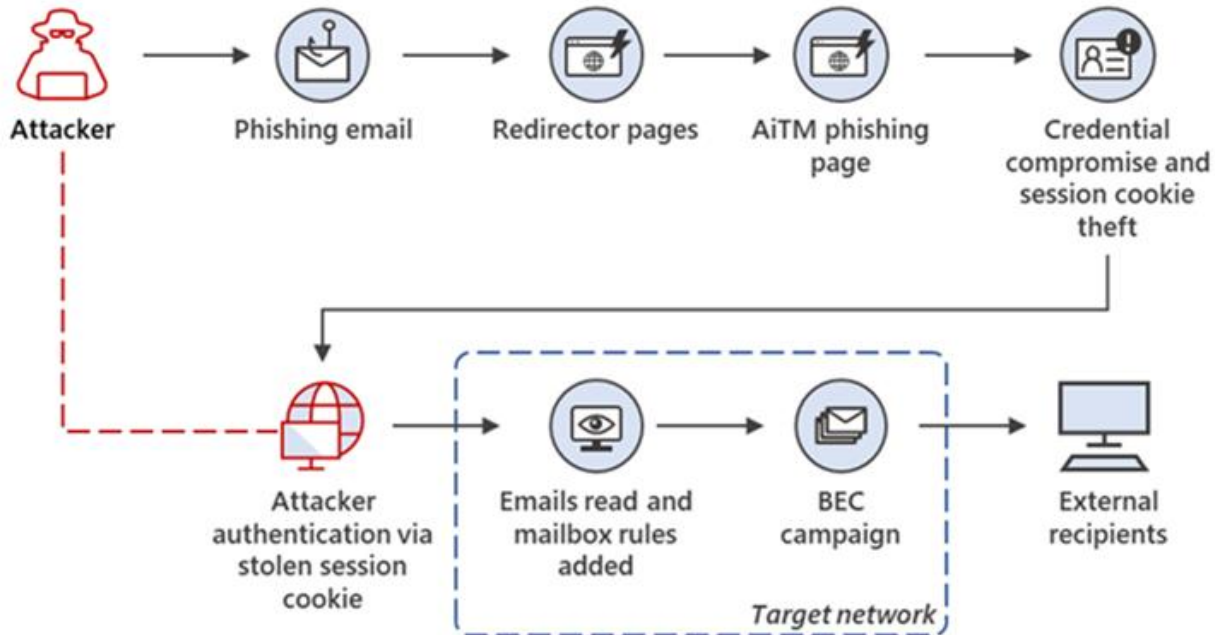 Attacker
Phishing email
Redirector pages
AiTM phishing
page
Credential
compromise and
session cookie
theft
Attacker
authentication via
stolen session
cookie
Emails read and
mailbox rules
added
BEC
campaign
External
recipients
Target network